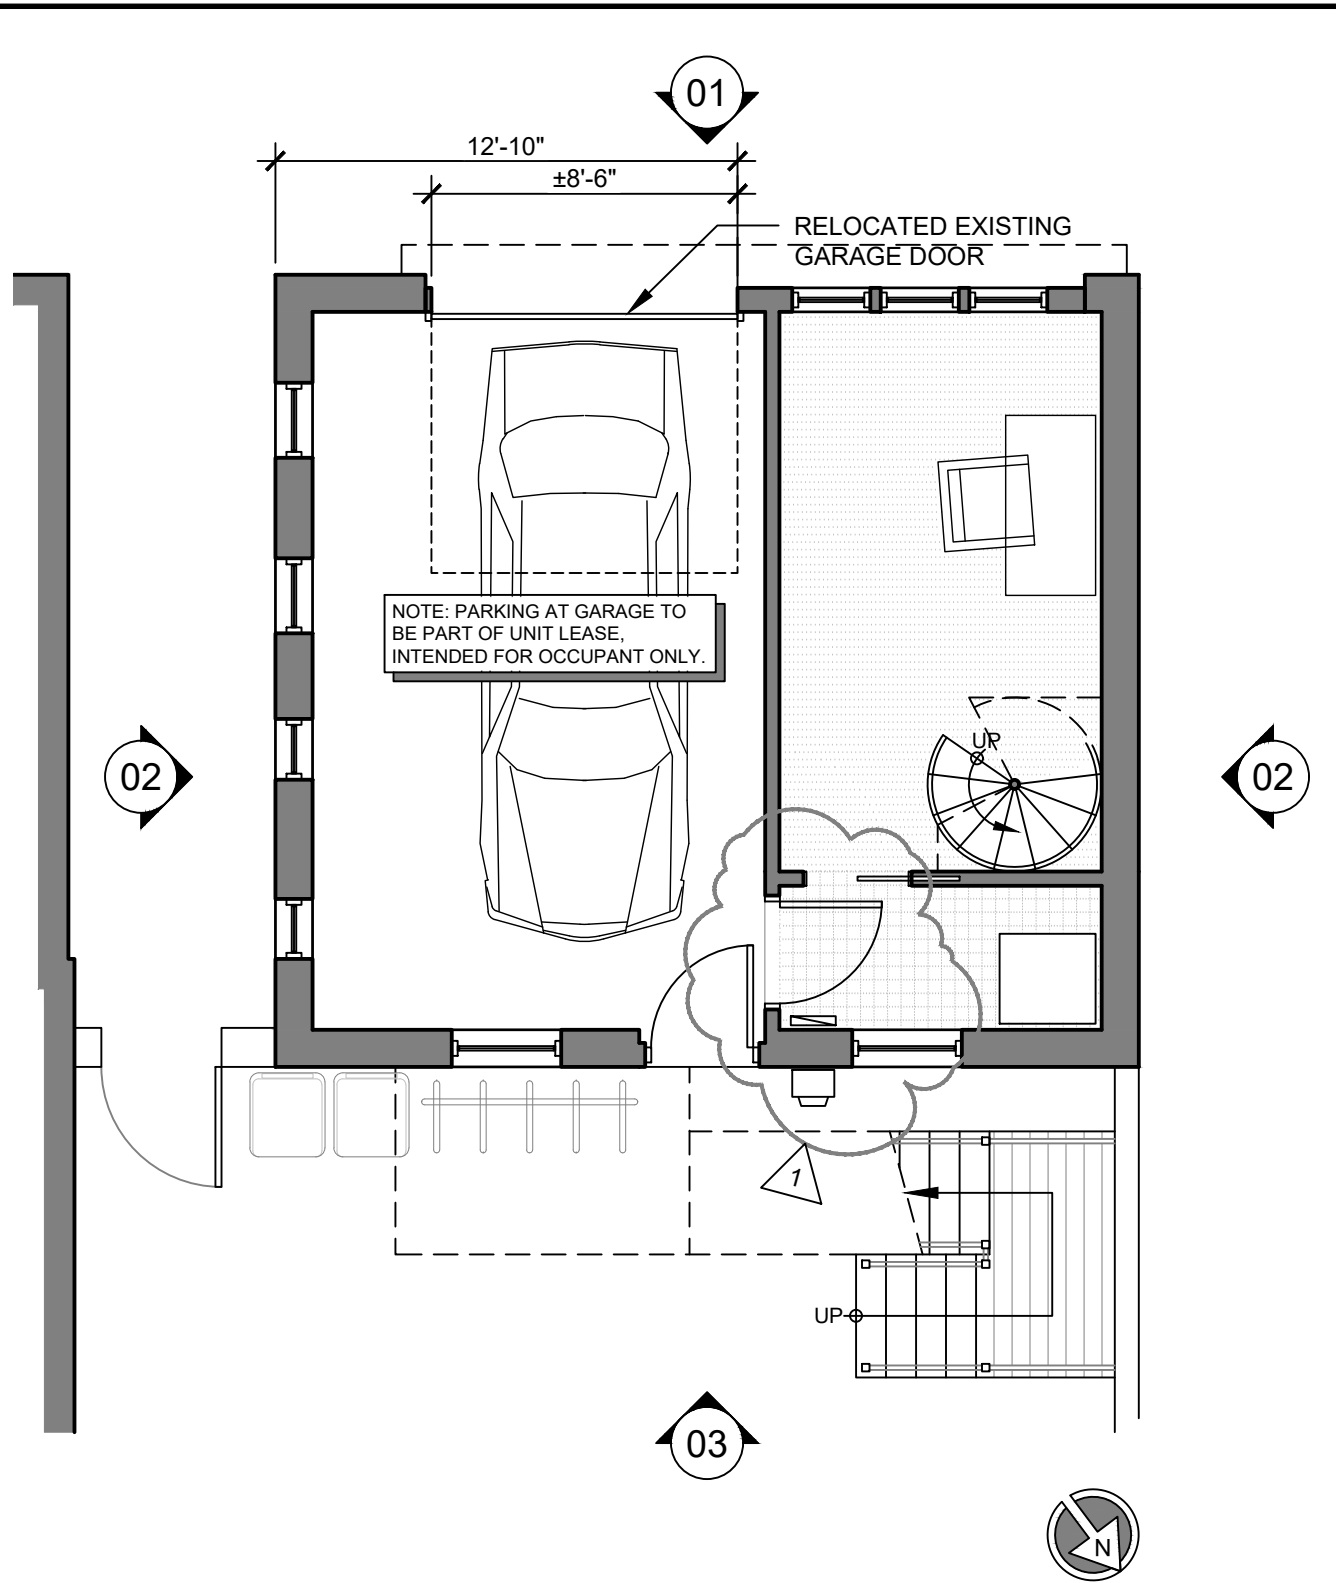 01
12'-10"
±8'-6"
RELOCATED EXISTING
GARAGE DOOR
NOTE: PARKING AT GARAGE TO
BE PART OF UNIT LEASE,
INTENDED FOR OCCUPANT ONLY.
UP
02
02
1
UP
03
N